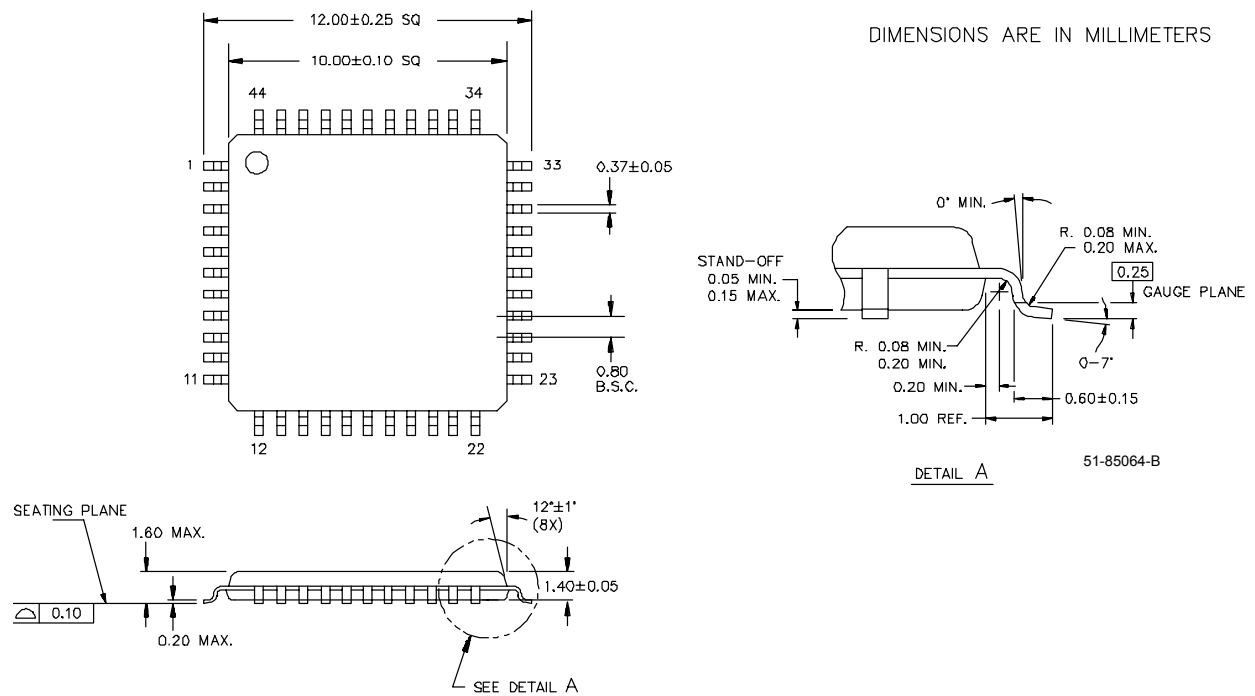 12.00±0.25 SQ
DIMENSIONS ARE IN MILLIMETERS
10.00±0.10 SQ
44
34
1
33
0.37±0.05
0.80
B.S.C.
11
23
12
22
0° MIN.
R. 0.08 MIN.
0.20 MAX.
STAND-OFF
0.05 MIN.
0.15 MAX.
0.25
GAUGE PLANE
R. 0.08 MIN.
0.20 MIN.
0-7°
0.20 MIN.
0.60±0.15
1.00 REF.
DETAIL A
51-85064-B
SEATING PLANE
1.60 MAX.
12°±1°
(8X)
1.40±0.05
0.10
0.20 MAX.
SEE DETAIL A